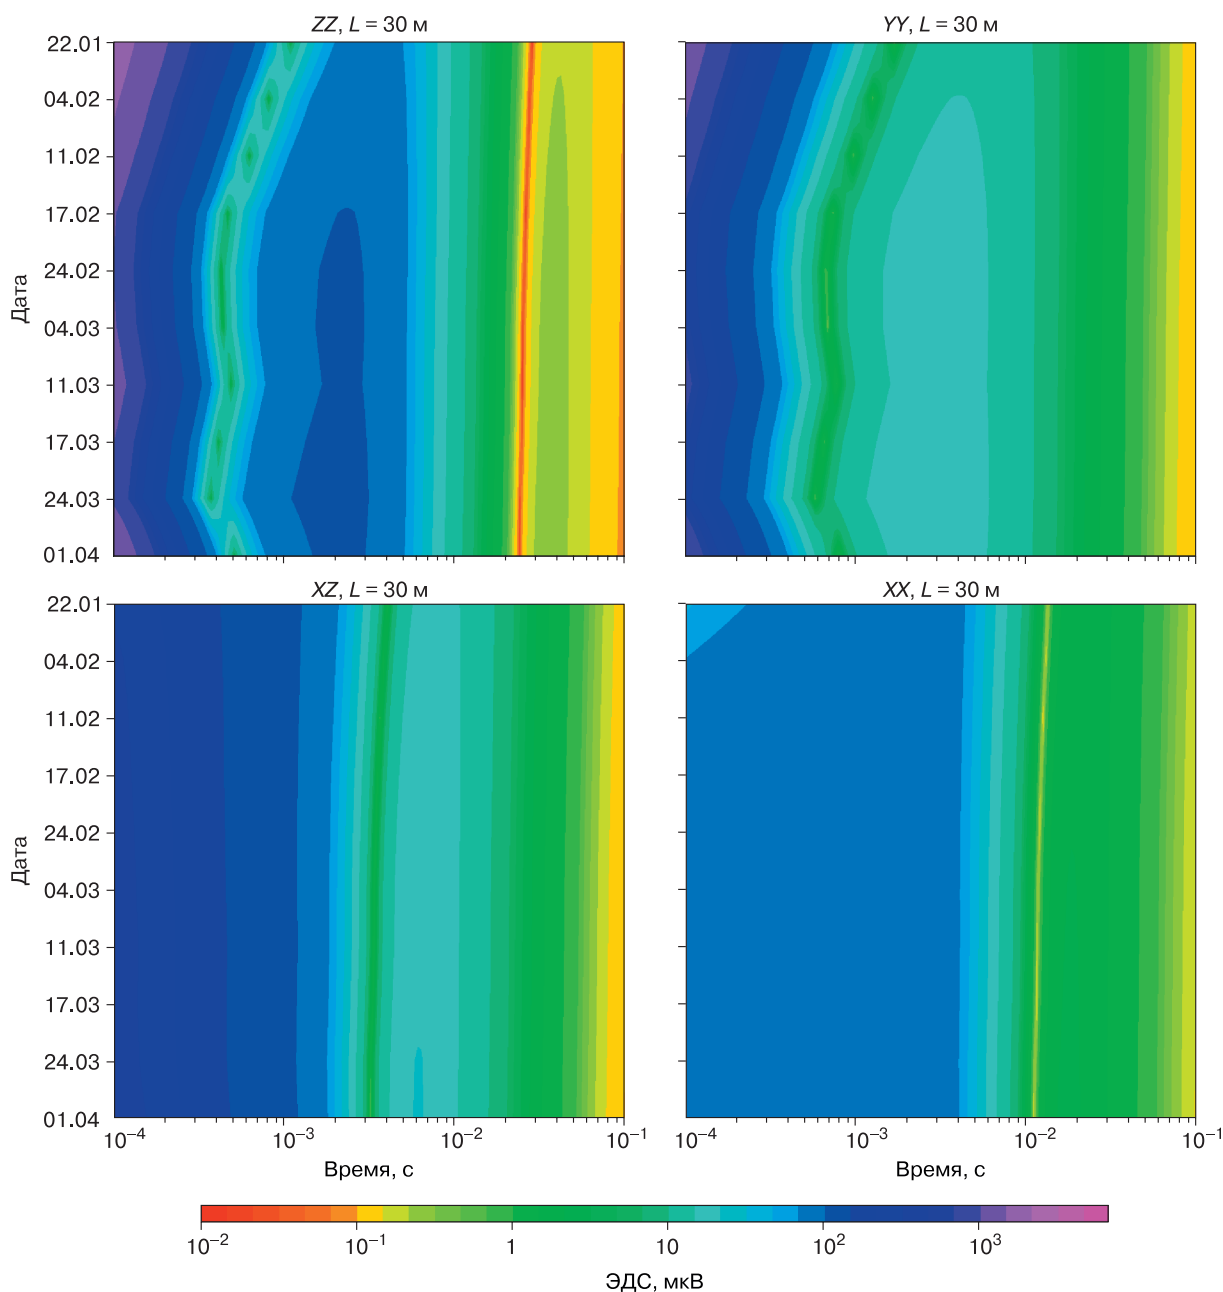 ZZ, L = 30 м
YY, L = 30 м
22.01
04.02
11.02
17.02
24.02
04.03
11.03
17.03
24.03
01.04
Дата
XZ, L = 30 м
XX, L = 30 м
22.01
04.02
11.02
17.02
24.02
04.03
11.03
17.03
24.03
01.04
Дата
10⁻⁴ 10⁻³ 10⁻² 10⁻¹
10⁻⁴ 10⁻³ 10⁻² 10⁻¹
Время, с
Время, с
10⁻² 10⁻¹ 1 10 10² 10³
ЭДС, мкВ